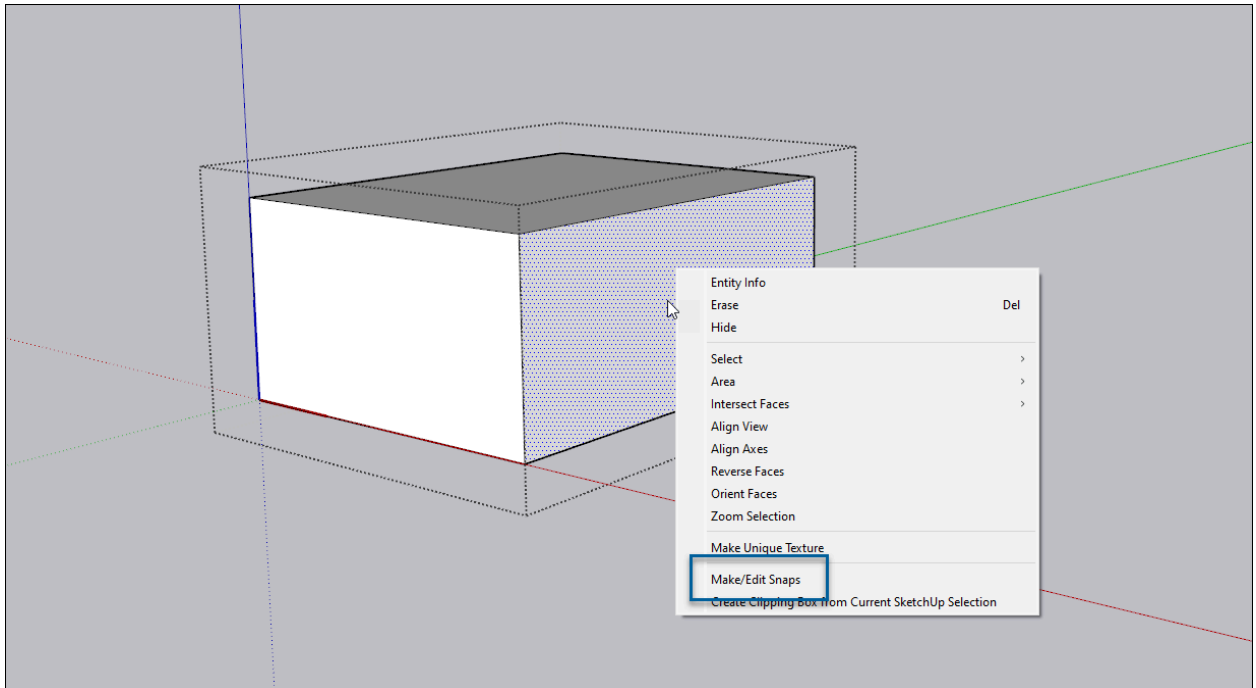 Entity Info
Erase Del
Hide
Select
Area
Intersect Faces
Align View
Align Axes
Reverse Faces
Orient Faces
Zoom Selection
Make Unique Texture
Make/Edit Snaps
Create Clipping Box from Current SketchUp Selection